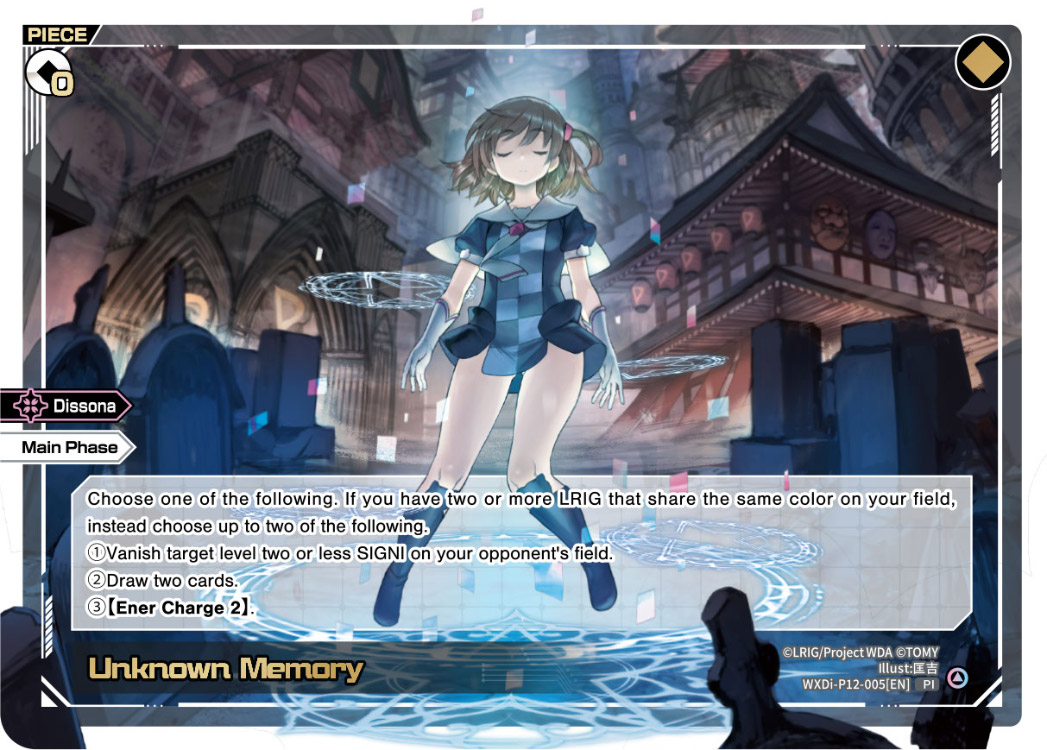 PIECE
0
Dissona
Main Phase
Choose one of the following. If you have two or more LRIG that share the same color on your field,
instead choose up to two of the following.
①Vanish target level two or less SIGNI on your opponent's field.
②Draw two cards.
③【Ener Charge 2】.
Unknown Memory
©LRIG/Project WDA ©TOMY
Illust:匡吉
WXDi-P12-005[EN] PI